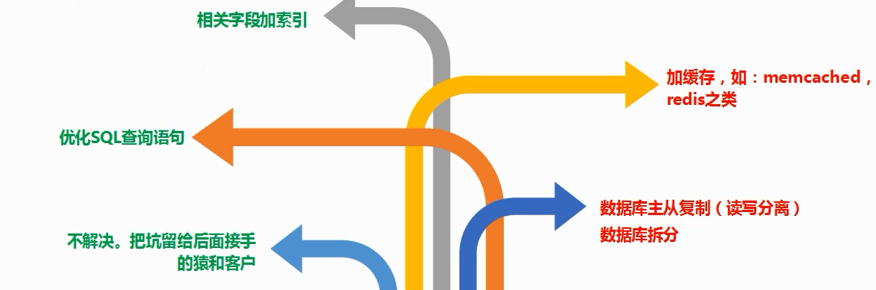 相关字段加索引
加缓存，如：memcached，
redis之类
优化SQL查询语句
数据库主从复制（读写分离）
数据库拆分
不解决。把坑留给后面接手
的猿和客户